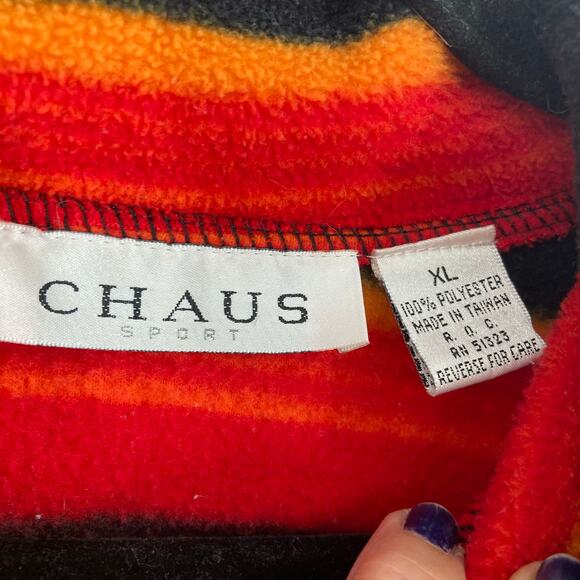 CHAUS
SPORT
XL
100% POLYESTER
MADE IN TAIWAN
R. O. C.
RN 51323
REVERSE FOR CARE